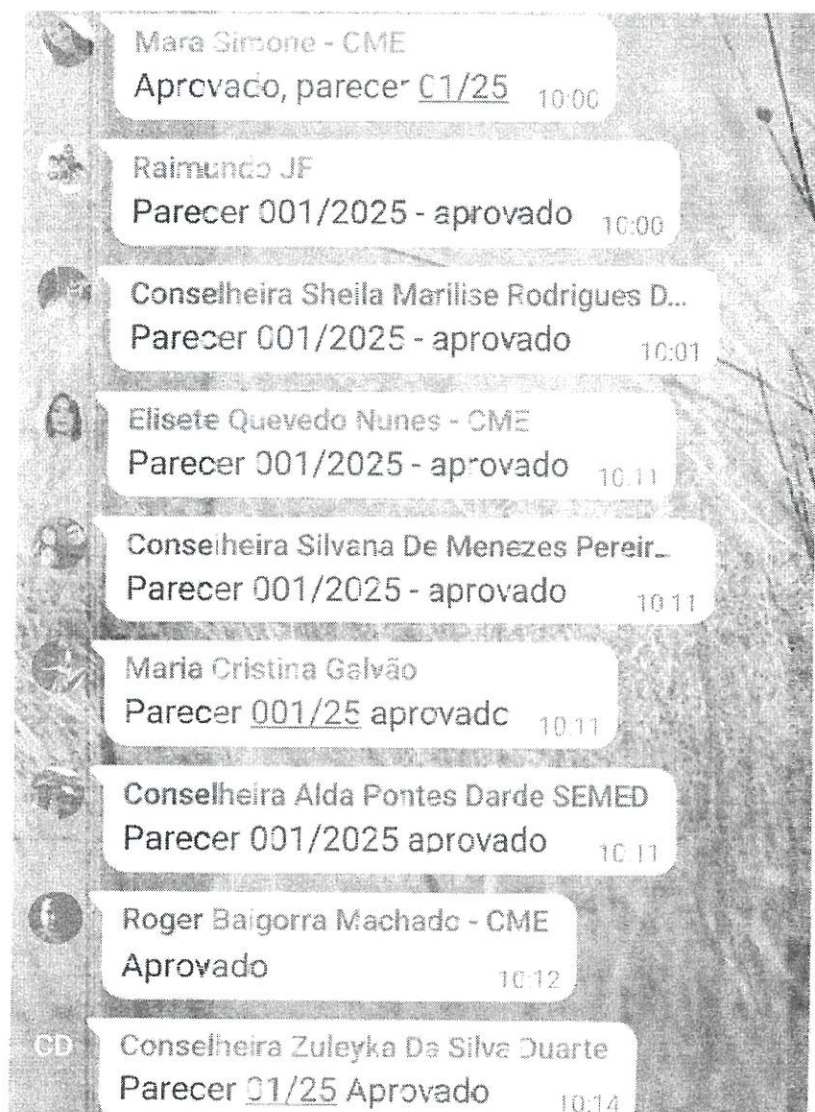 Mara Simone - CME
Aprovado, parecer 01/25 10:00
Raimundo JF
Parecer 001/2025 - aprovado 10:00
Conselheira Sheila Marilise Rodrigues D...
Parecer 001/2025 - aprovado 10:01
Elisete Quevedo Nunes - CME
Parecer 001/2025 - aprovado 10:11
Conselheira Silvana De Menezes Pereir...
Parecer 001/2025 - aprovado 10:11
Maria Cristina Galvão
Parecer 001/25 aprovado 10:11
Conselheira Alda Pontes Darde SEMED
Parecer 001/2025 aprovado 10:11
Roger Baigorra Machado - CME
Aprovado 10:12
GD
Conselheira Zuleyka Da Silva Duarte
Parecer 01/25 Aprovado 10:14